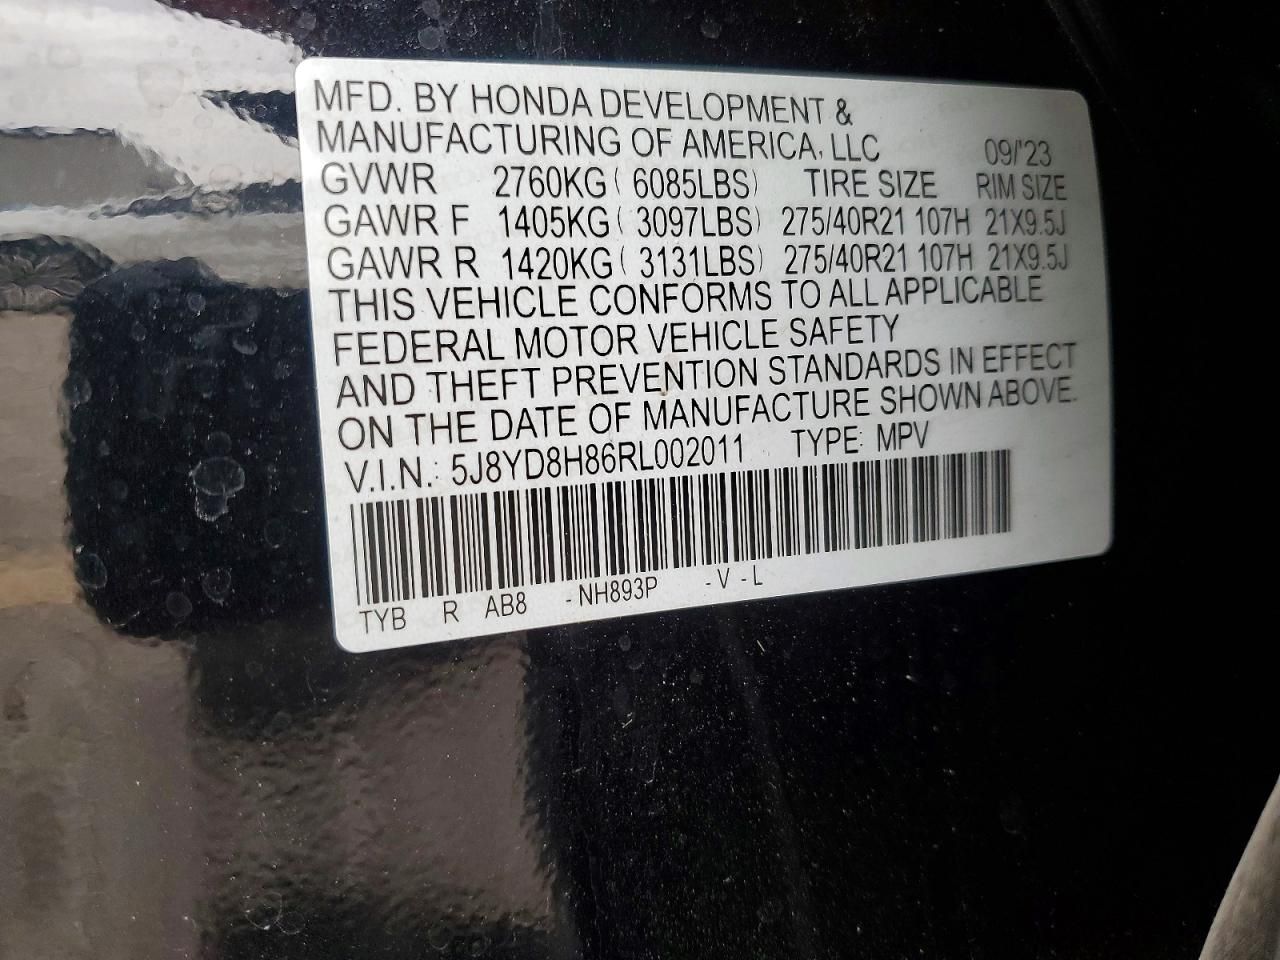 MFD. BY HONDA DEVELOPMENT &
MANUFACTURING OF AMERICA, LLC 09/'23
GVWR 2760KG ( 6085LBS) TIRE SIZE RIM SIZE
GAWR F 1405KG ( 3097LBS) 275/40R21 107H 21X9.5J
GAWR R 1420KG ( 3131LBS) 275/40R21 107H 21X9.5J
THIS VEHICLE CONFORMS TO ALL APPLICABLE
FEDERAL MOTOR VEHICLE SAFETY
AND THEFT PREVENTION STANDARDS IN EFFECT
ON THE DATE OF MANUFACTURE SHOWN ABOVE.
V.I.N.: 5J8YD8H86RL002011 TYPE: MPV
TYB R AB8 -NH893P -V-L